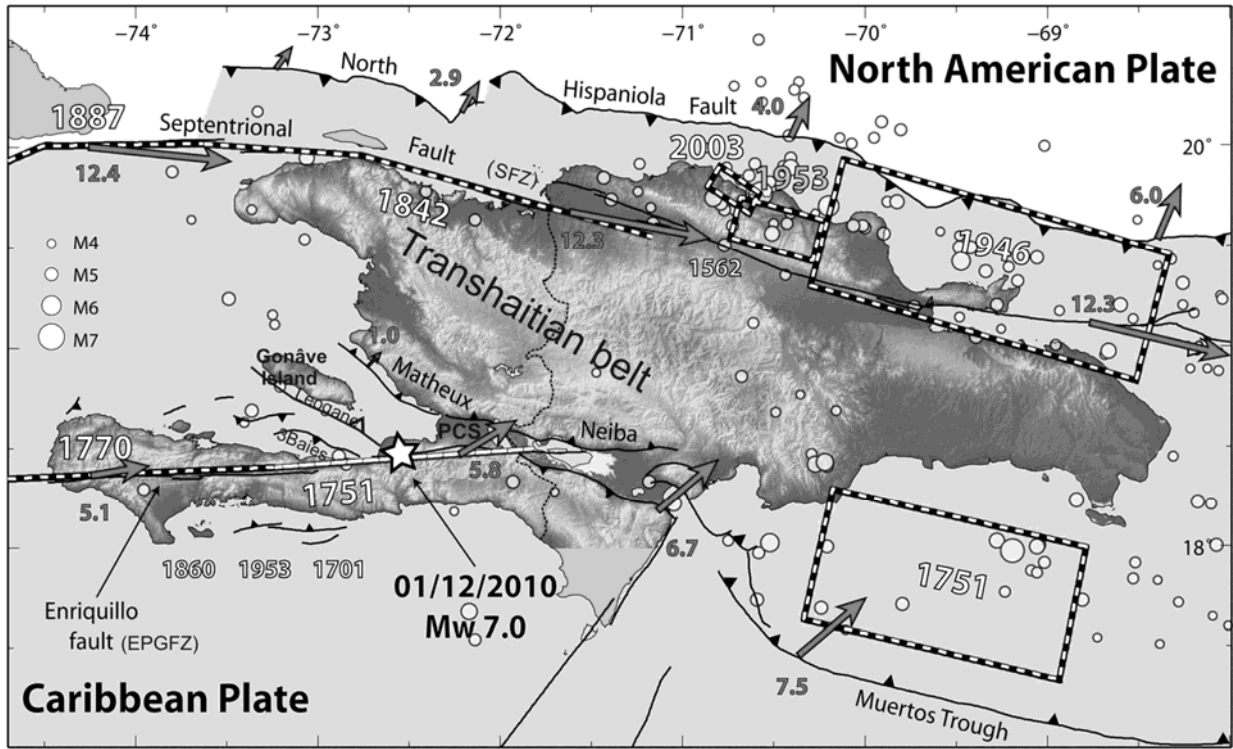 −74°
−73°
−72°
−71°
−70°
−69°
North
2.9
North American Plate
Hispaniola
Fault
4.0
1887
Septentrional
Fault
(SFZ)
2003
1953
20˚
12.4
6.0
1842
12.3
1562
1946
12.3
M4
M5
M6
M7
Transhaitian belt
1.0
Gonâve
Island
Matheux
Leogane
PCS
Neiba
3Baies
1770
5.8
1751
5.1
6.7
18˚
1860
1953
1701
01/12/2010
Mw 7.0
1751
Enriquillo
fault (EPGFZ)
7.5
Caribbean Plate
Muertos Trough